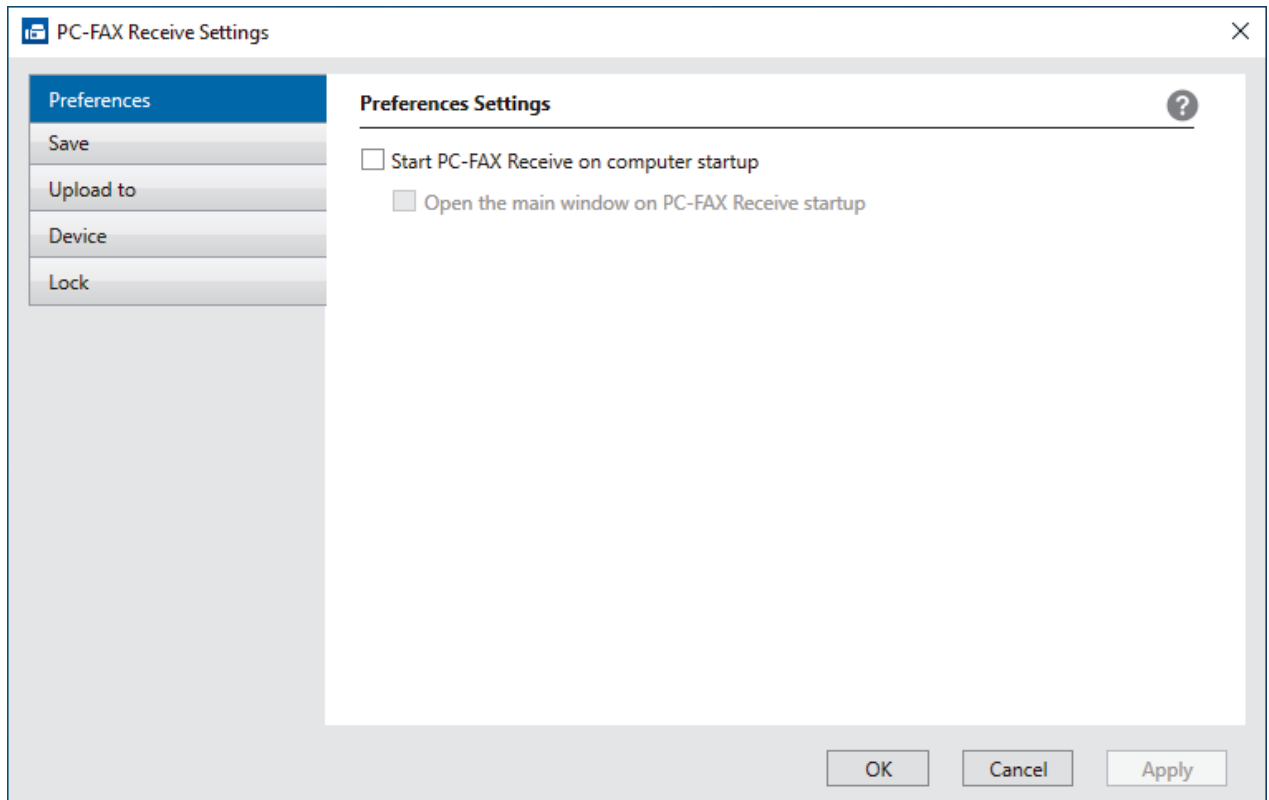 PC-FAX Receive Settings
Preferences
Save
Upload to
Device
Lock
Preferences Settings
?
Start PC-FAX Receive on computer startup
Open the main window on PC-FAX Receive startup
OK
Cancel
Apply